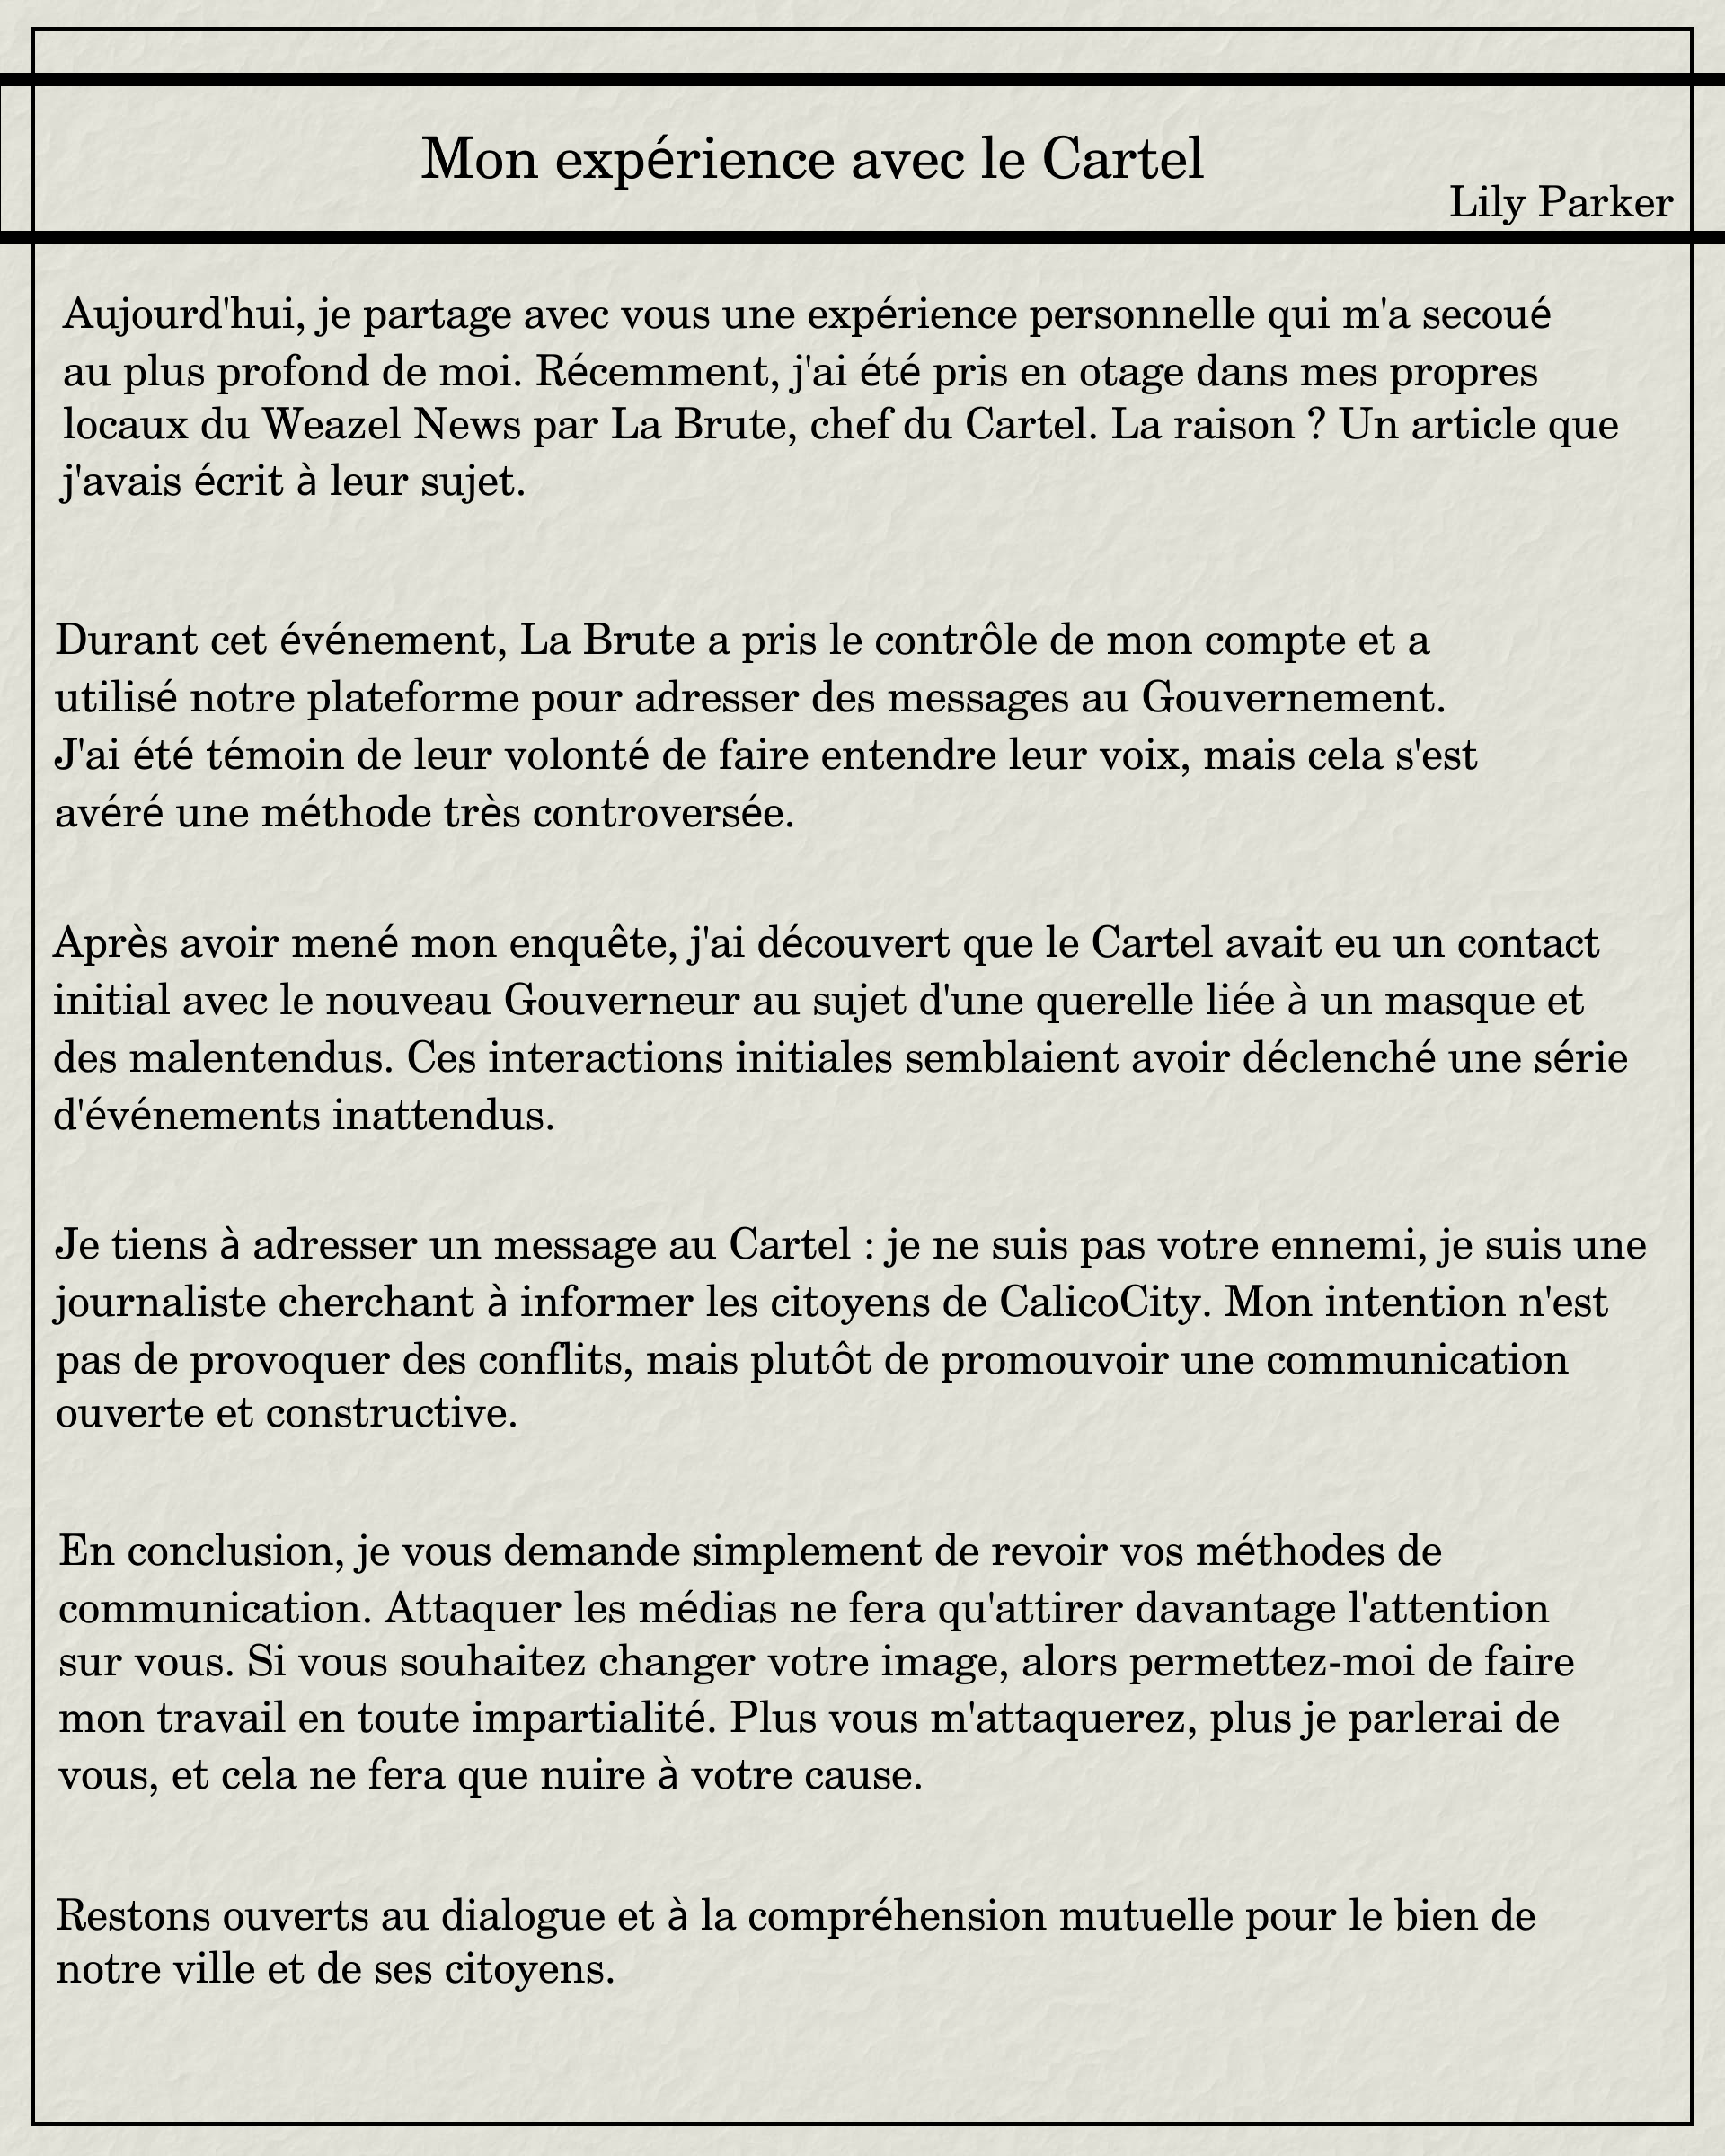 Mon expérience avec le Cartel
Lily Parker
Aujourd'hui, je partage avec vous une expérience personnelle qui m'a secoué
au plus profond de moi. Récemment, j'ai été pris en otage dans mes propres
locaux du Weazel News par La Brute, chef du Cartel. La raison ? Un article que
j'avais écrit à leur sujet.
Durant cet événement, La Brute a pris le contrôle de mon compte et a
utilisé notre plateforme pour adresser des messages au Gouvernement.
J'ai été témoin de leur volonté de faire entendre leur voix, mais cela s'est
avéré une méthode très controversée.
Après avoir mené mon enquête, j'ai découvert que le Cartel avait eu un contact
initial avec le nouveau Gouverneur au sujet d'une querelle liée à un masque et
des malentendus. Ces interactions initiales semblaient avoir déclenché une série
d'événements inattendus.
Je tiens à adresser un message au Cartel : je ne suis pas votre ennemi, je suis une
journaliste cherchant à informer les citoyens de CalicoCity. Mon intention n'est
pas de provoquer des conflits, mais plutôt de promouvoir une communication
ouverte et constructive.
En conclusion, je vous demande simplement de revoir vos méthodes de
communication. Attaquer les médias ne fera qu'attirer davantage l'attention
sur vous. Si vous souhaitez changer votre image, alors permettez-moi de faire
mon travail en toute impartialité. Plus vous m'attaquerez, plus je parlerai de
vous, et cela ne fera que nuire à votre cause.
Restons ouverts au dialogue et à la compréhension mutuelle pour le bien de
notre ville et de ses citoyens.